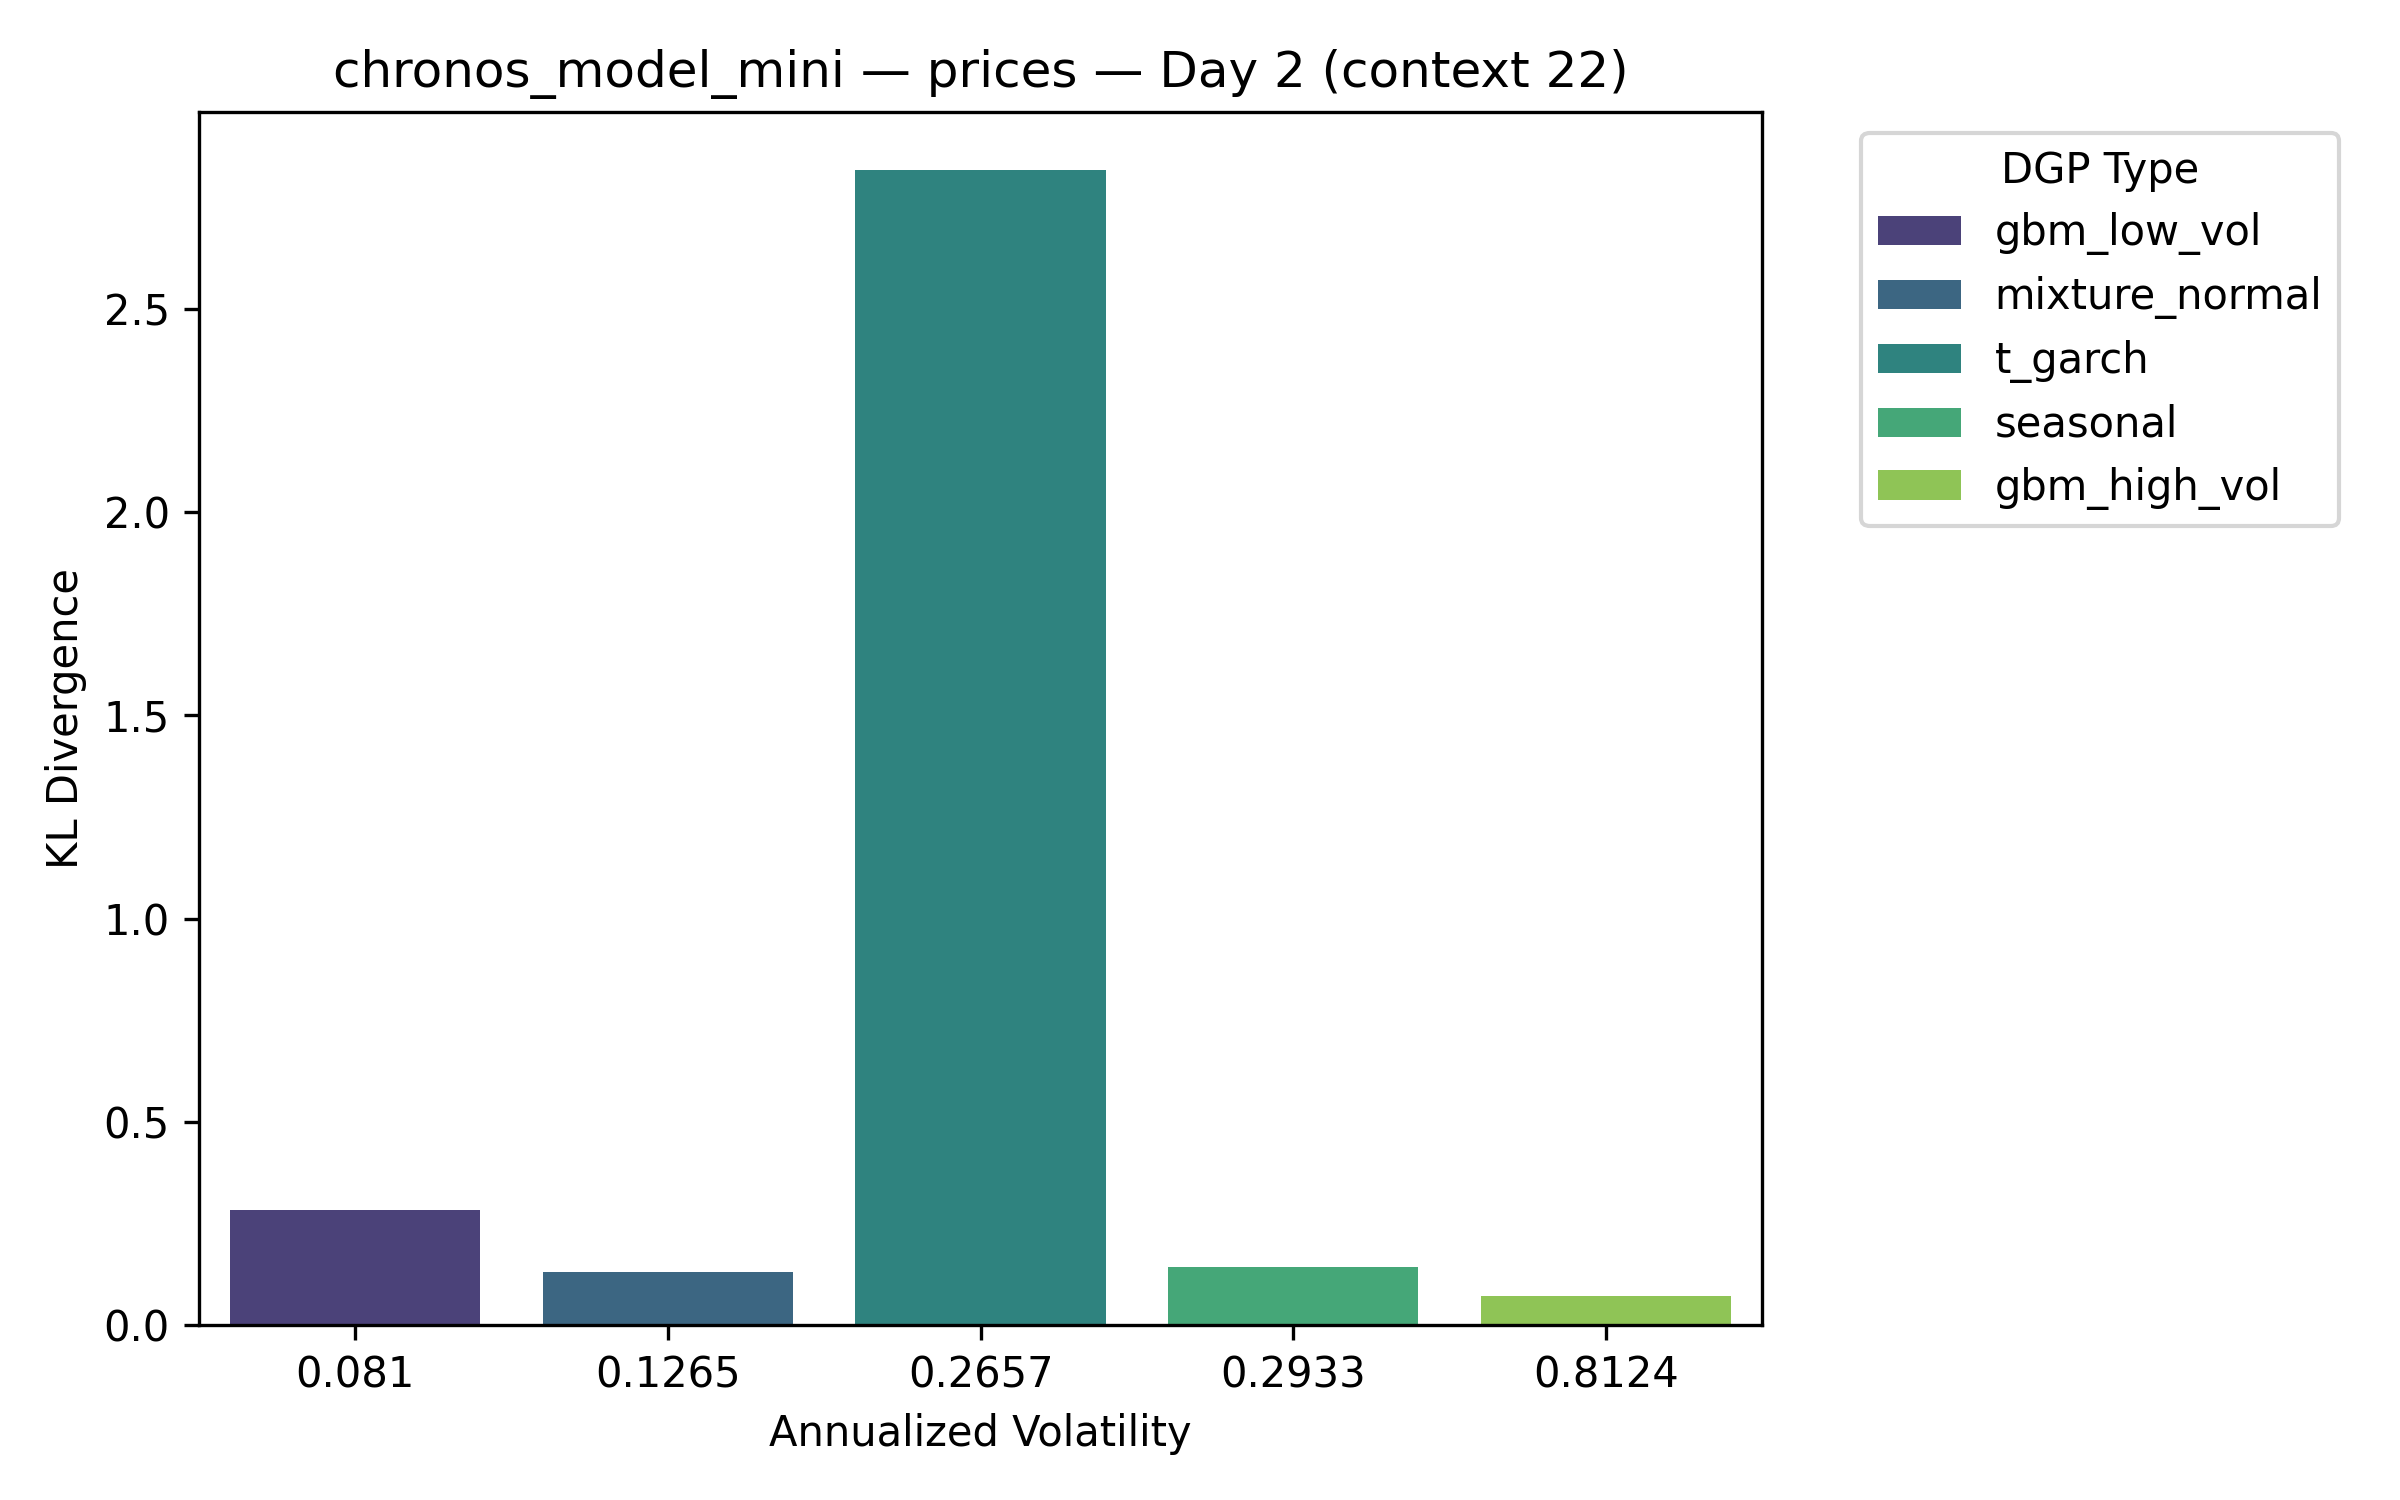 chronos_model_mini — prices — Day 2 (context 22)
DGP Type
gbm_low_vol
mixture_normal
t_garch
seasonal
gbm_high_vol
KL Divergence
2.5
2.0
1.5
1.0
0.5
0.0
0.081 0.1265 0.2657 0.2933 0.8124
Annualized Volatility